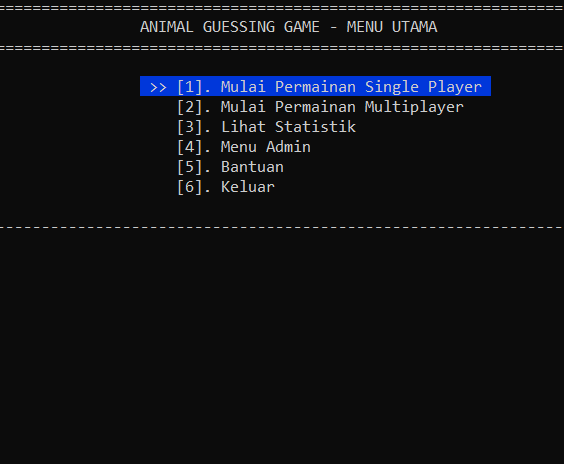 ===============================================================
ANIMAL GUESSING GAME - MENU UTAMA
===============================================================
>> [1]. Mulai Permainan Single Player
[2]. Mulai Permainan Multiplayer
[3]. Lihat Statistik
[4]. Menu Admin
[5]. Bantuan
[6]. Keluar
---------------------------------------------------------------